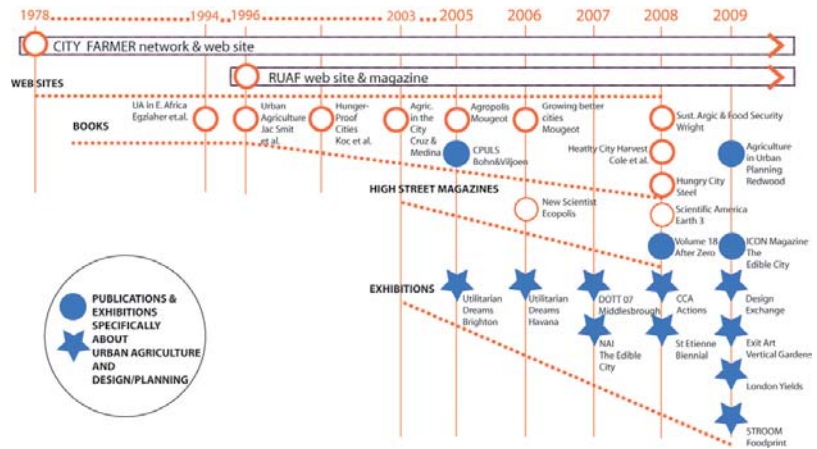 1978 1994 1996 2003 2005 2006 2007 2008 2009
CITY FARMER network & web site
RUAF web site & magazine
WEB SITES
BOOKS
UA in E. Africa
Egziaher et.al.
Urban
Agriculture
Jac Smit
et al.
Hunger-
Proof
Cities
Koc et al.
Agric.
in the
City
Cruz &
Medina
Agropolis
Mougeot
CPULS
Bohn&Viljoen
Growing better
cities
Mougeot
Sust. Argic & Food Security
Wright
Heatlty City Harvest
Cole et al.
Hungry City
Steel
Agriculture
in Urban
Planning
Redwood
HIGH STREET MAGAZINES
New Scientist
Ecopolis
Scientific America
Earth 3
Volume 18
After Zero
ICON Magazine
The
Edible City
EXHIBITIONS
Utilitarian
Dreams
Brighton
Utilitarian
Dreams
Havana
DOTT 07
Middlesbrough
NAI
The Edible
City
CCA
Actions
St Etienne
Biennial
Design
Exchange
Exit Art
Vertical Gardens
London Yields
STROOM
Footprint
PUBLICATIONS &
EXHIBITIONS
SPECIFICALLY
ABOUT
URBAN AGRICULTURE
AND
DESIGN/PLANNING